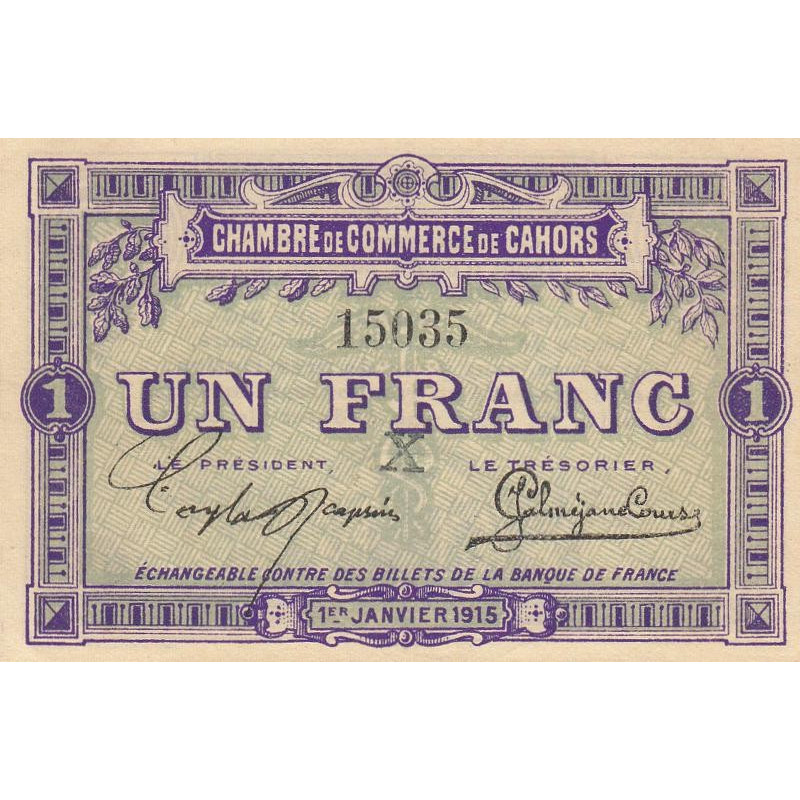 CHAMBRE DE COMMERCE DE CAHORS
15035
1 UN FRANC 1
LE PRÉSIDENT, X LE TRÉSORIER,
ÉCHANGEABLE CONTRE DES BILLETS DE LA BANQUE DE FRANCE
1ER JANVIER 1915